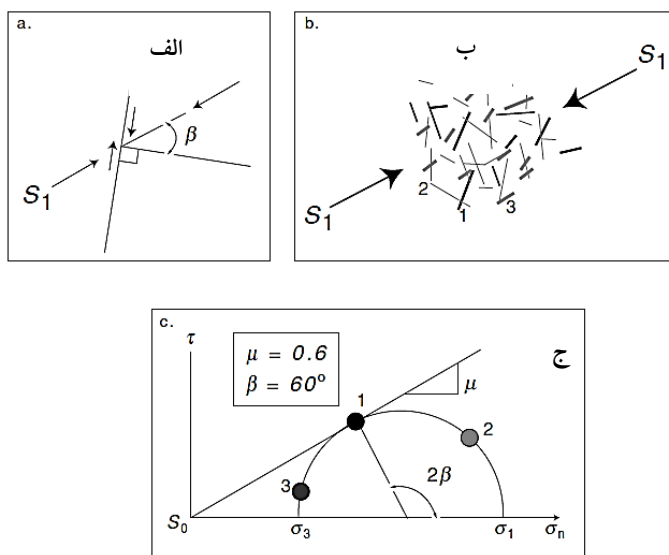 a.
الف
β
S1
b.
ب
S1
S1
2
1
3
c.
ج
τ
μ = 0.6
β = 60°
1
μ
2
3
2β
S0
σ3
σ1
σn